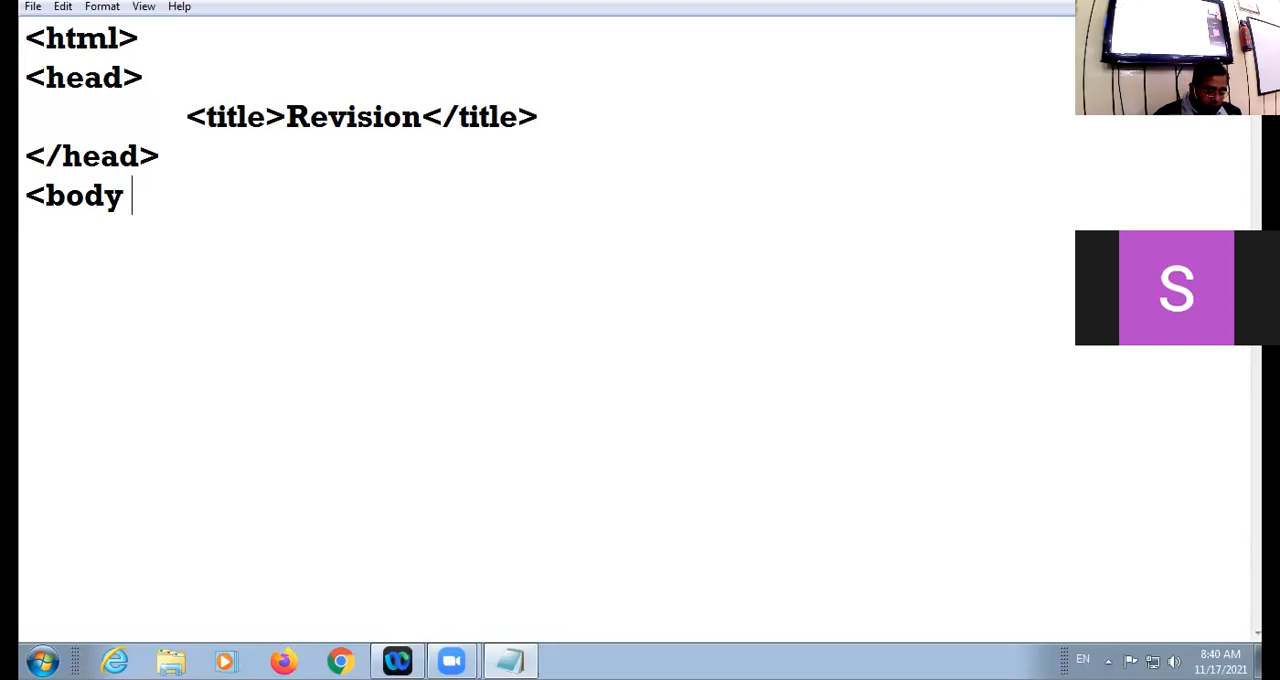 File Edit Format View Help
<html>
<head>
<title>Revision</title>
</head>
<body
S
EN
8:40 AM
11/17/2021